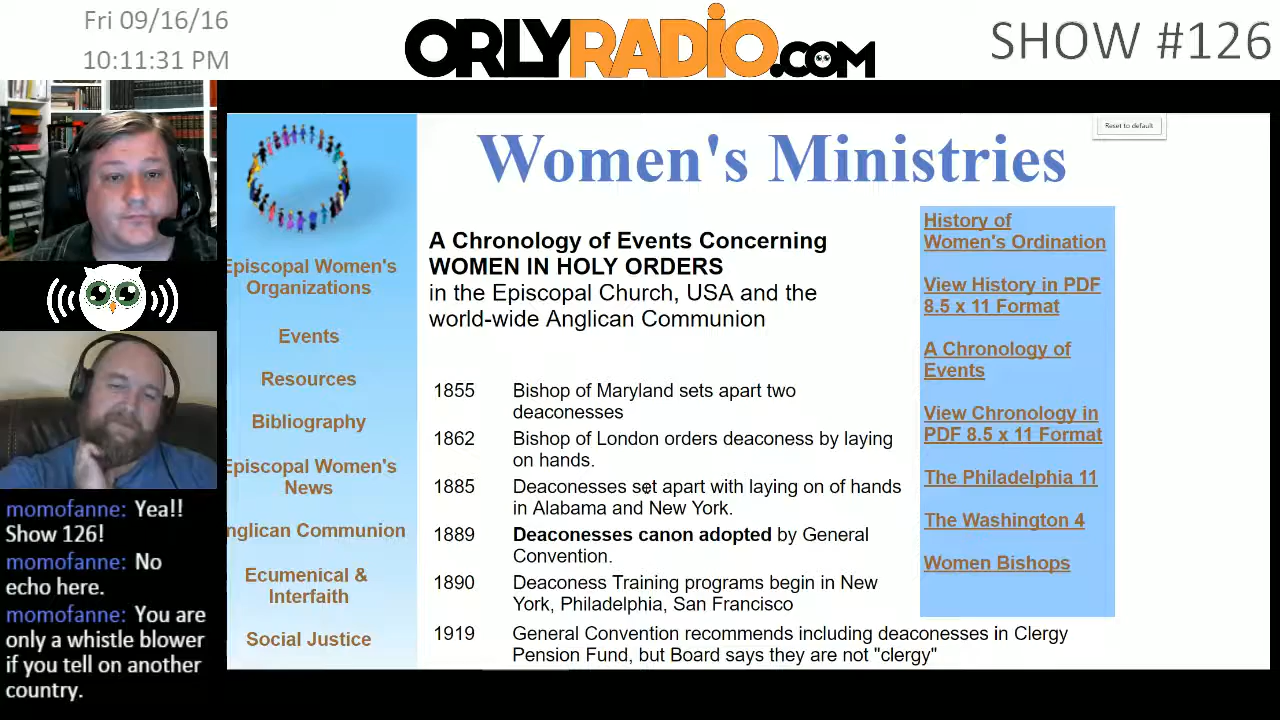 Fri 09/16/16
10:11:31 PM
ORLYRADIO.COM
SHOW #126
Reset to default
Women's Ministries
A Chronology of Events Concerning
WOMEN IN HOLY ORDERS
in the Episcopal Church, USA and the
world-wide Anglican Communion
Episcopal Women's
Organizations
Events
Resources
Bibliography
Episcopal Women's
News
nglican Communion
Ecumenical &
Interfaith
Social Justice
1855 Bishop of Maryland sets apart two
deaconesses
1862 Bishop of London orders deaconess by laying
on hands.
1885 Deaconesses set apart with laying on of hands
in Alabama and New York.
1889 Deaconesses canon adopted by General
Convention.
1890 Deaconess Training programs begin in New
York, Philadelphia, San Francisco
1919 General Convention recommends including deaconesses in Clergy
Pension Fund, but Board says they are not "clergy"
History of
Women's Ordination
View History in PDF
8.5 x 11 Format
A Chronology of
Events
View Chronology in
PDF 8.5 x 11 Format
The Philadelphia 11
The Washington 4
Women Bishops
momofanne: Yea!!
Show 126!
momofanne: No
echo here.
momofanne: You are
only a whistle blower
if you tell on another
country.